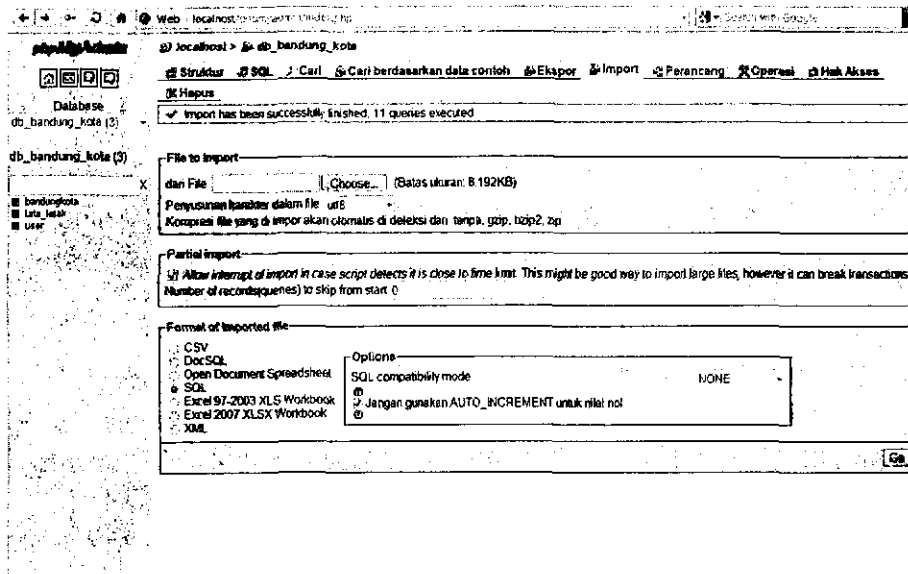 Web localhost
Search with Google
phpMyAdmin
localhost > db_bandung_kota
Struktur SQL Cari Cari berdasarkan data contoh Ekspor Import Perancang Operasi Hak Akses
Hapus
Import has been successfully finished, 11 queries executed
Database
db_bandung_kota (3)
db_bandung_kota (3)
X
bandungkota
user
File to import
dari File Choose... (Batas ukuran: 8.192KB)
Penyusunan karakter dalam file utf8
Kompresi file yang di impor akan otomatis di deteksi dari tanpa, gzip, bzip2, zip
Partial import
Allow interrupt of import in case script detects it is close to time limit. This might be good way to import large files, however it can break transactions
Number of records(queries) to skip from start 0
Format of imported file
CSV
DocSQL
Open Document Spreadsheet
SQL
Excel 97-2003 XLS Workbook
Excel 2007 XLSX Workbook
XML
Options
SQL compatibility mode NONE
Jangan gunakan AUTO_INCREMENT untuk nilai nol
Go